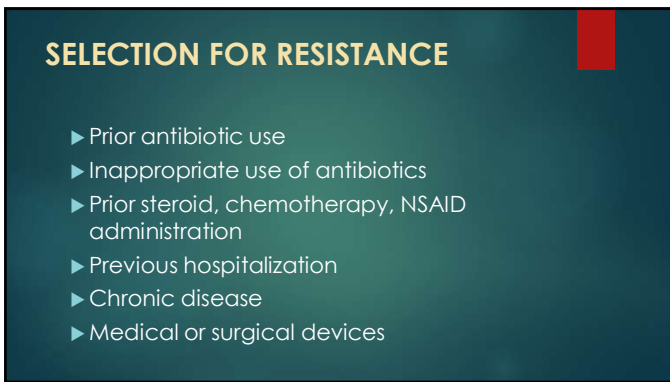 SELECTION FOR RESISTANCE
Prior antibiotic use
Inappropriate use of antibiotics
Prior steroid, chemotherapy, NSAID
administration
Previous hospitalization
Chronic disease
Medical or surgical devices